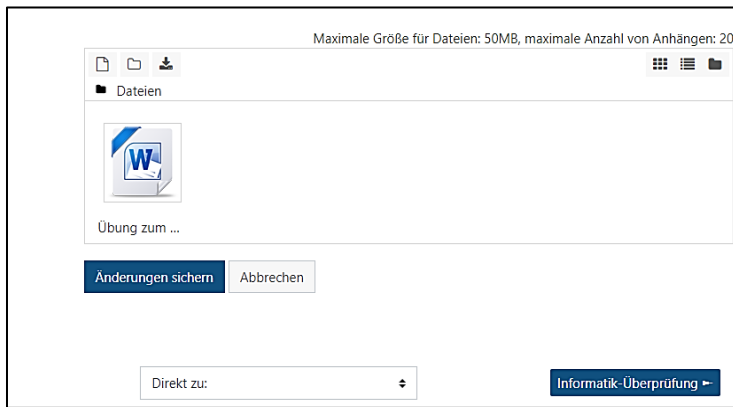 Maximale Größe für Dateien: 50MB, maximale Anzahl von Anhängen: 20
Dateien
W
Übung zum ...
Änderungen sichern Abbrechen
Direkt zu: Informatik-Überprüfung